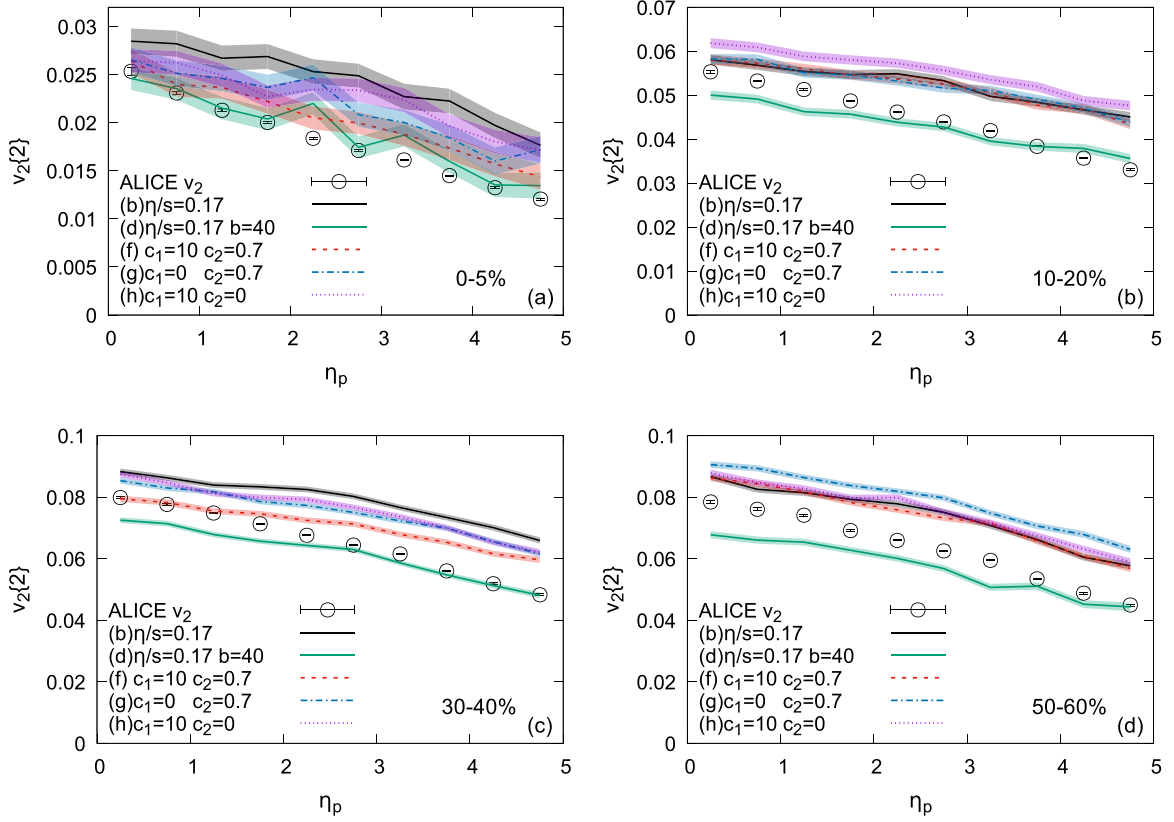 0.03
0.025
0.02
0.015
0.01
0.005
0
v₂{2}
ALICE v₂
(b)η/s=0.17
(d)η/s=0.17 b=40
(f) c₁=10 c₂=0.7
(g)c₁=0 c₂=0.7
(h)c₁=10 c₂=0
0-5%
(a)
0 1 2 3 4 5
ηₚ
0.07
0.06
0.05
0.04
0.03
0.02
0.01
0
v₂{2}
ALICE v₂
(b)η/s=0.17
(d)η/s=0.17 b=40
(f) c₁=10 c₂=0.7
(g)c₁=0 c₂=0.7
(h)c₁=10 c₂=0
10-20%
(b)
0 1 2 3 4 5
ηₚ
0.1
0.08
0.06
0.04
0.02
0
v₂{2}
ALICE v₂
(b)η/s=0.17
(d)η/s=0.17 b=40
(f) c₁=10 c₂=0.7
(g)c₁=0 c₂=0.7
(h)c₁=10 c₂=0
30-40%
(c)
0 1 2 3 4 5
ηₚ
0.1
0.08
0.06
0.04
0.02
0
v₂{2}
ALICE v₂
(b)η/s=0.17
(d)η/s=0.17 b=40
(f) c₁=10 c₂=0.7
(g)c₁=0 c₂=0.7
(h)c₁=10 c₂=0
50-60%
(d)
0 1 2 3 4 5
ηₚ